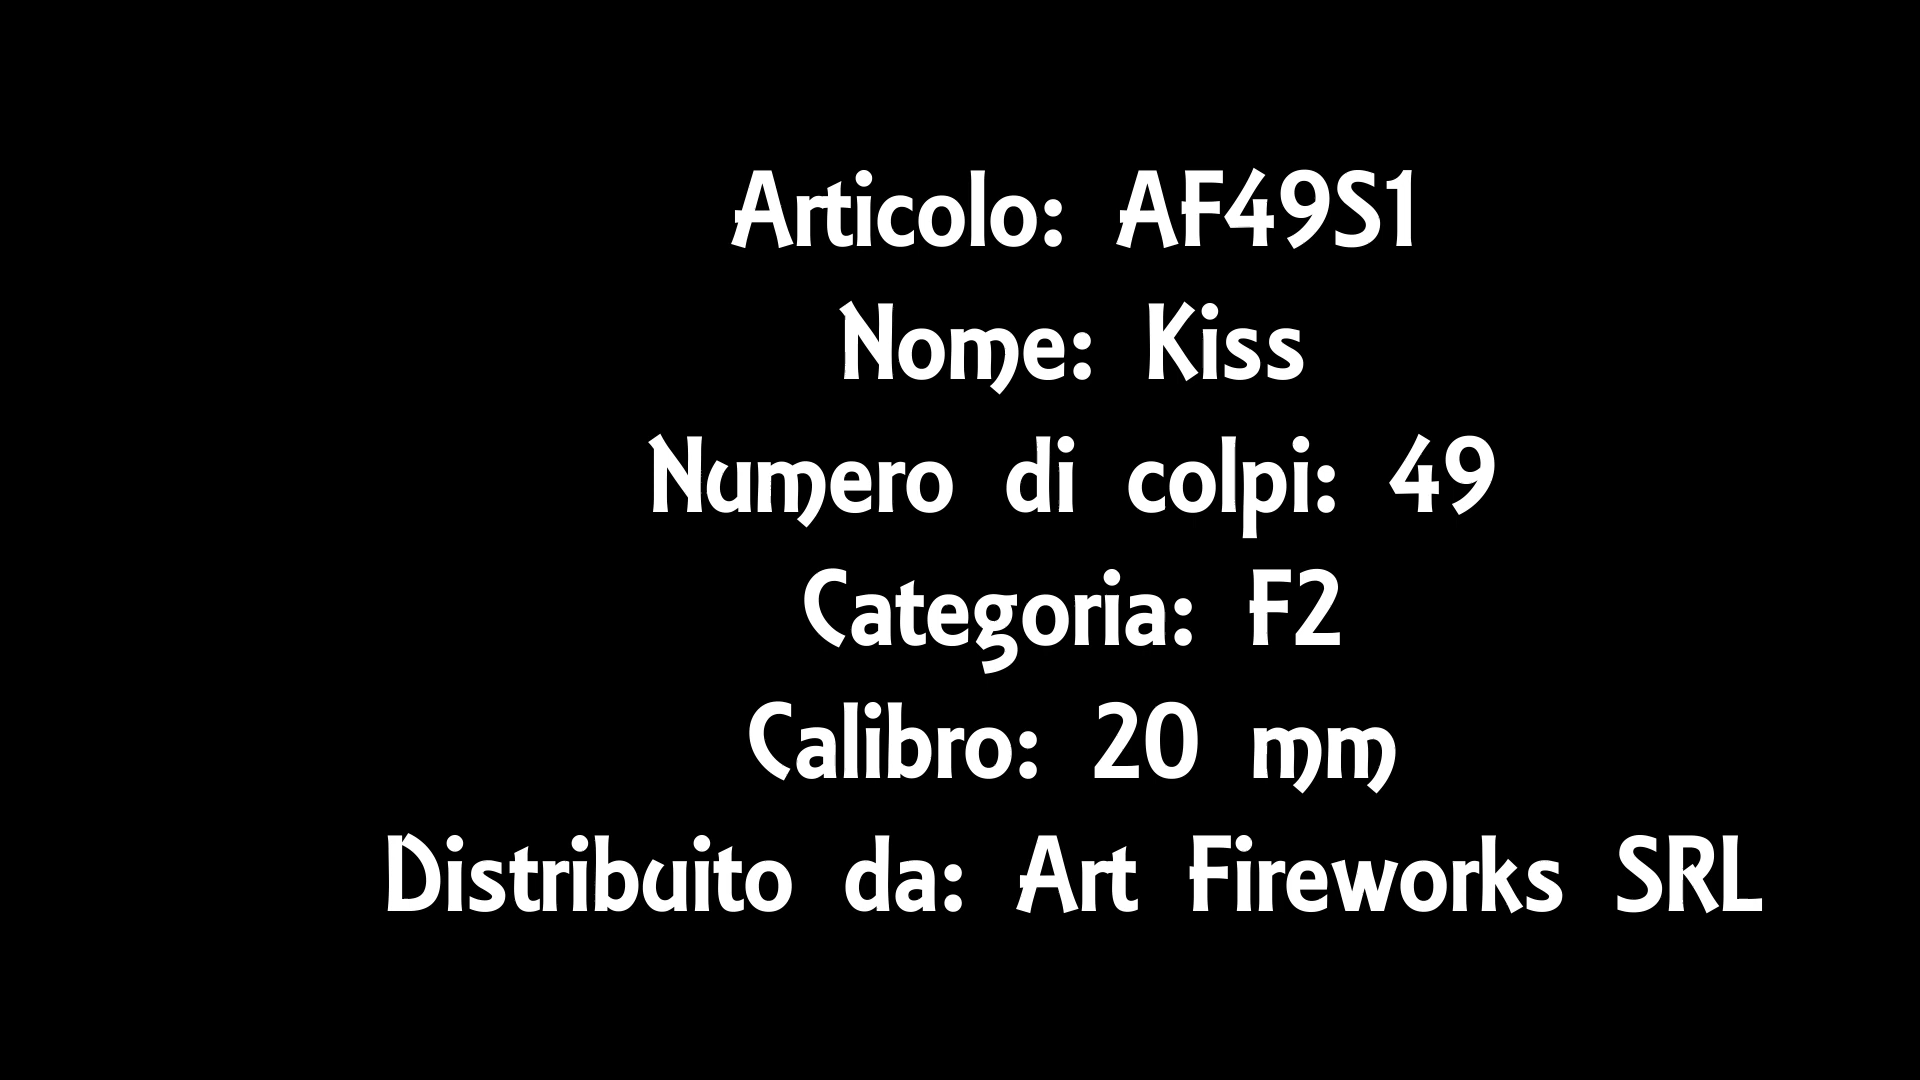 Articolo: AF49S1
Nome: Kiss
Numero di colpi: 49
Categoria: F2
Calibro: 20 mm
Distribuito da: Art Fireworks SRL